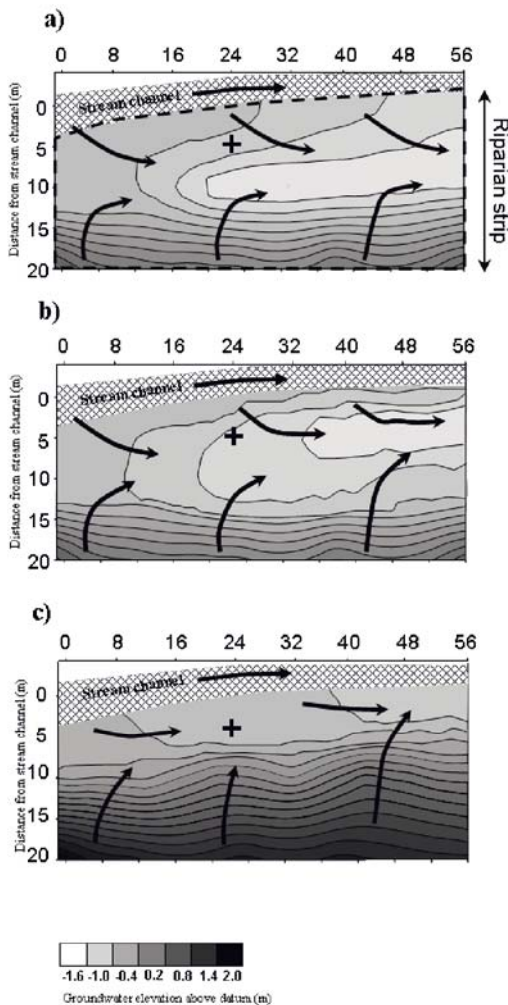 a)
0 8 16 24 32 40 48 56
Stream channel
0
5
10
15
20
Distance from stream channel (m)
Riparian strip
b)
0 8 16 24 32 40 48 56
Stream channel
0
5
10
15
20
Distance from stream channel (m)
c)
0 8 16 24 32 40 48 56
Stream channel
0
5
10
15
20
Distance from stream channel (m)
-1.6 -1.0 -0.4 0.2 0.8 1.4 2.0
Groundwater elevation above datum (m)